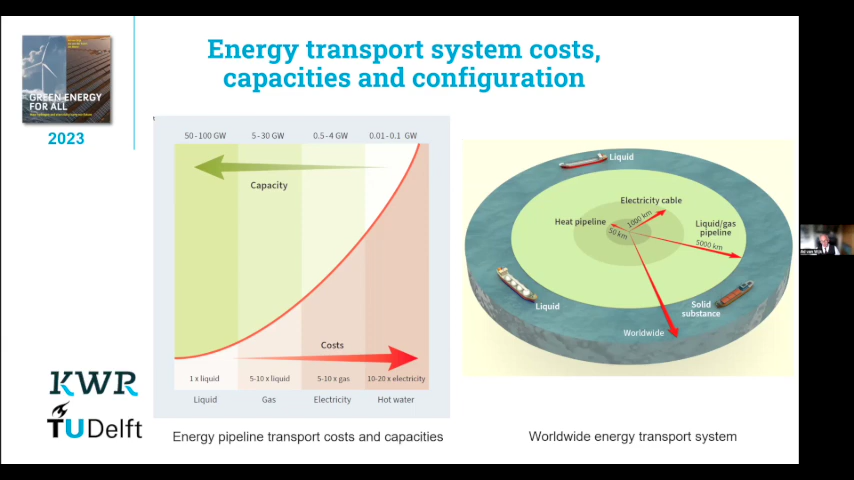 Energy transport system costs,
capacities and configuration
GREEN ENERGY
FOR ALL
2023
50-100 GW
5-30 GW
0.5-4 GW
0.01-0.1 GW
Capacity
Costs
1 x liquid
5-10 x liquid
5-10 x gas
10-20 x electricity
Liquid
Gas
Electricity
Hot water
Energy pipeline transport costs and capacities
Liquid
Electricity cable
1000 km
Heat pipeline
50 km
Liquid/gas
pipeline
5000 km
Liquid
Solid
substance
Worldwide
Worldwide energy transport system
KWR
TUDelft